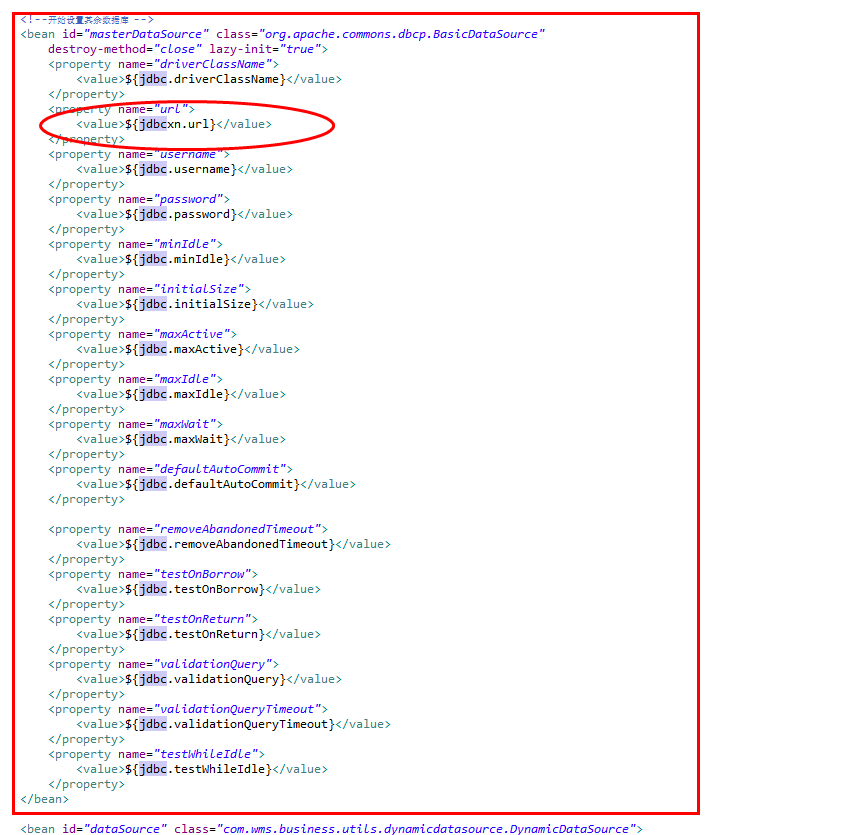 <!--开始设置其余数据库 -->
<bean id="masterDataSource" class="org.apache.commons.dbcp.BasicDataSource"
destroy-method="close" lazy-init="true">
<property name="driverClassName">
<value>${jdbc.driverClassName}</value>
</property>
<property name="url">
<value>${jdbcxn.url}</value>
</property>
<property name="username">
<value>${jdbc.username}</value>
</property>
<property name="password">
<value>${jdbc.password}</value>
</property>
<property name="minIdle">
<value>${jdbc.minIdle}</value>
</property>
<property name="initialSize">
<value>${jdbc.initialSize}</value>
</property>
<property name="maxActive">
<value>${jdbc.maxActive}</value>
</property>
<property name="maxIdle">
<value>${jdbc.maxIdle}</value>
</property>
<property name="maxWait">
<value>${jdbc.maxWait}</value>
</property>
<property name="defaultAutoCommit">
<value>${jdbc.defaultAutoCommit}</value>
</property>
<property name="removeAbandonedTimeout">
<value>${jdbc.removeAbandonedTimeout}</value>
</property>
<property name="testOnBorrow">
<value>${jdbc.testOnBorrow}</value>
</property>
<property name="testOnReturn">
<value>${jdbc.testOnReturn}</value>
</property>
<property name="validationQuery">
<value>${jdbc.validationQuery}</value>
</property>
<property name="validationQueryTimeout">
<value>${jdbc.validationQueryTimeout}</value>
</property>
<property name="testWhileIdle">
<value>${jdbc.testWhileIdle}</value>
</property>
</bean>
<bean id="dataSource" class="com.wms.business.utils.dynamicdatasource.DynamicDataSource">